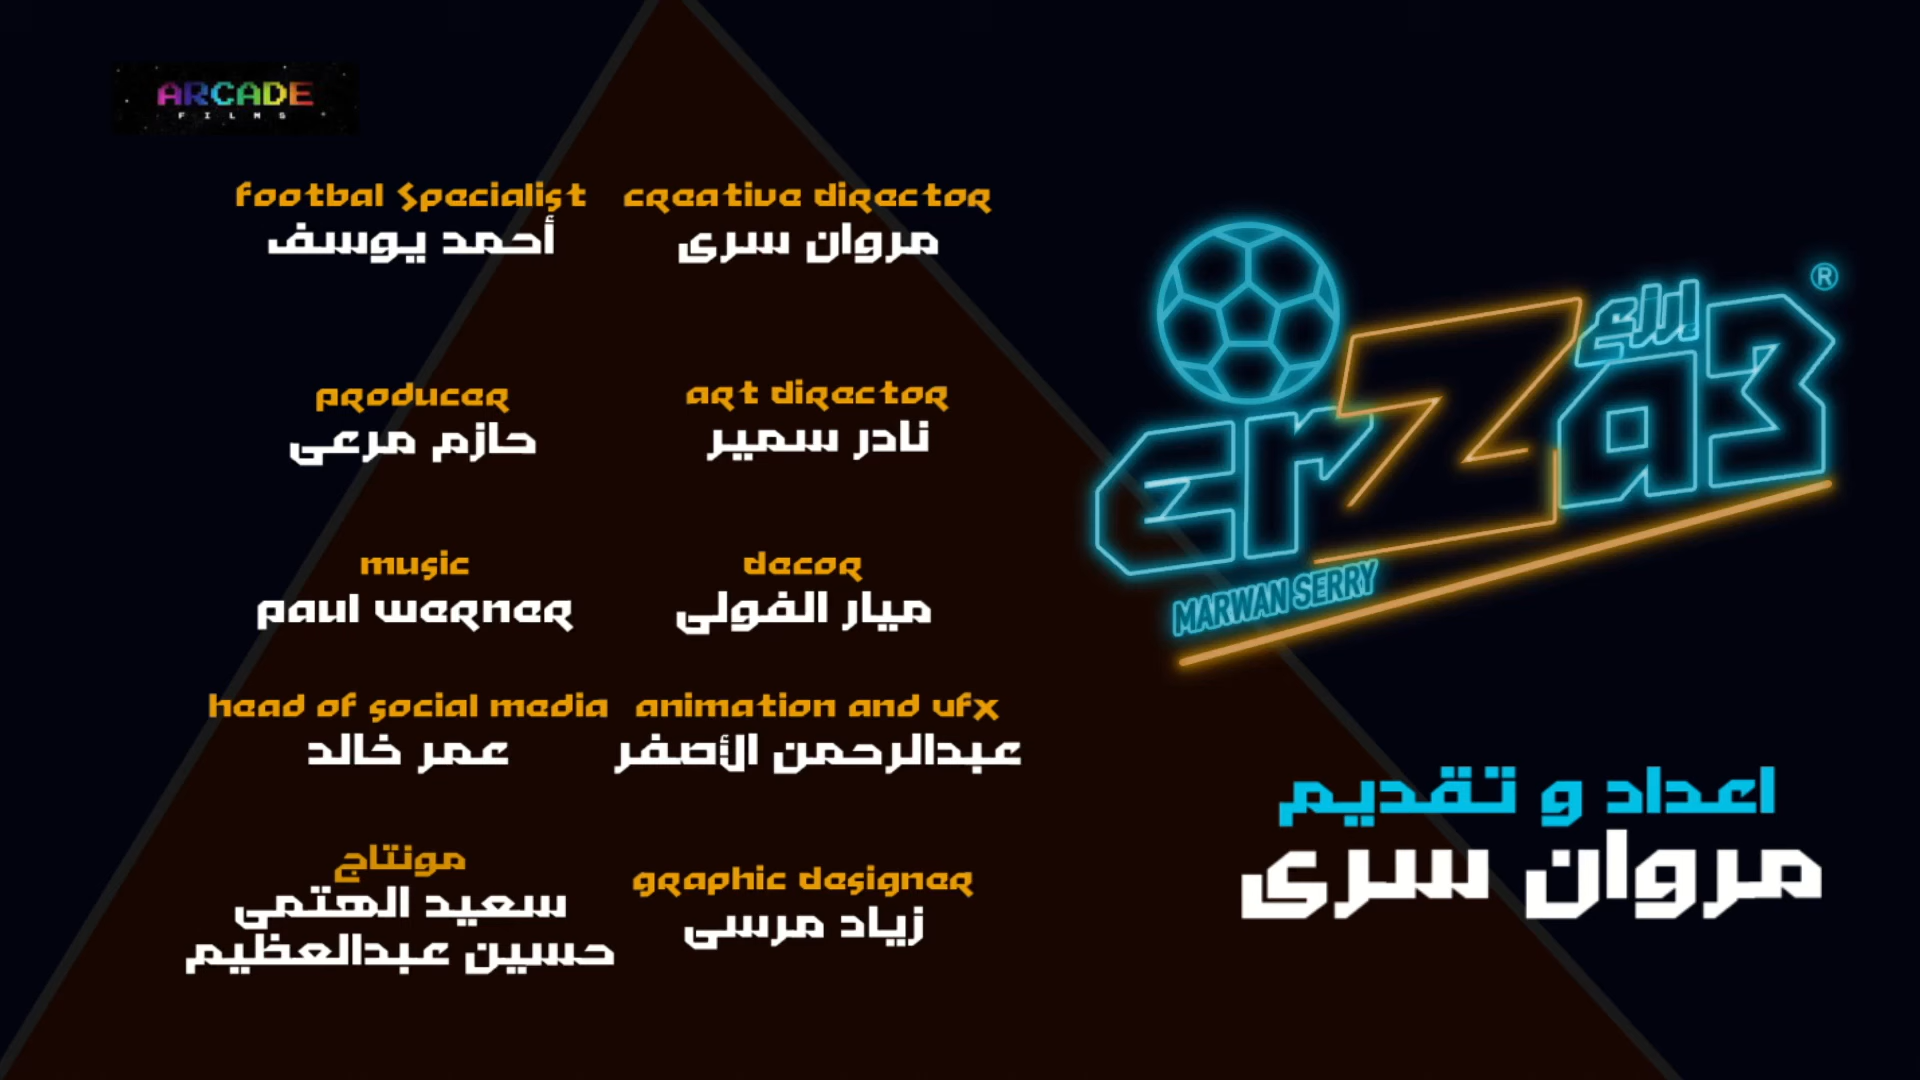 ARCADE
FILMS
footbal Specialist
أحمد يوسف
creative director
مروان سرى
producer
حازم مرعى
art director
نادر سمير
music
paul werner
decor
ميار الفولى
head of social media
عمر خالد
animation and vfx
عبدالرحمن الأصفر
مونتاج
سعيد الهتمى
حسين عبدالعظيم
graphic designer
زياد مرسى
erza3
®
MARWAN SERRY
اعداد و تقديم
مروان سرى